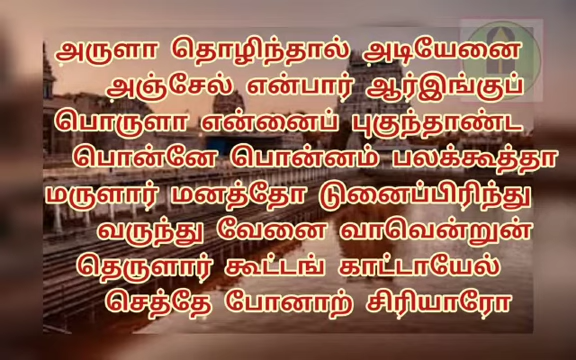 அருளா தொழிந்தால் அடியேனை
அஞ்சேல் என்பார் ஆர்இங்குப்
பொருளா என்னைப் புகுந்தாண்ட
பொன்னே பொன்னம் பலக்கூத்தா
மருளார் மனத்தோ டுனைப்பிரிந்து
வருந்து வேனை வாவென்றுன்
தெருளார் கூட்டங் காட்டாயேல்
செத்தே போனாற் சிரியாரோ